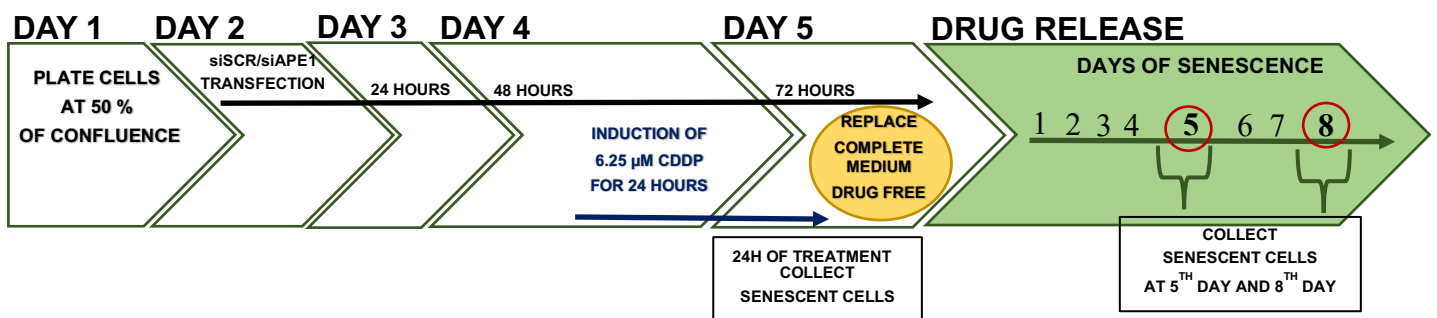 DAY 1
DAY 2
DAY 3
DAY 4
DAY 5
DRUG RELEASE
PLATE CELLS
AT 50 %
OF CONFLUENCE
siSCR/siAPE1
TRANSFECTION
24 HOURS
48 HOURS
72 HOURS
INDUCTION OF
6.25 µM CDDP
FOR 24 HOURS
REPLACE
COMPLETE
MEDIUM
DRUG FREE
24H OF TREATMENT
COLLECT
SENESCENT CELLS
DAYS OF SENESCENCE
1 2 3 4 5 6 7 8
COLLECT
SENESCENT CELLS
AT 5TH DAY AND 8TH DAY